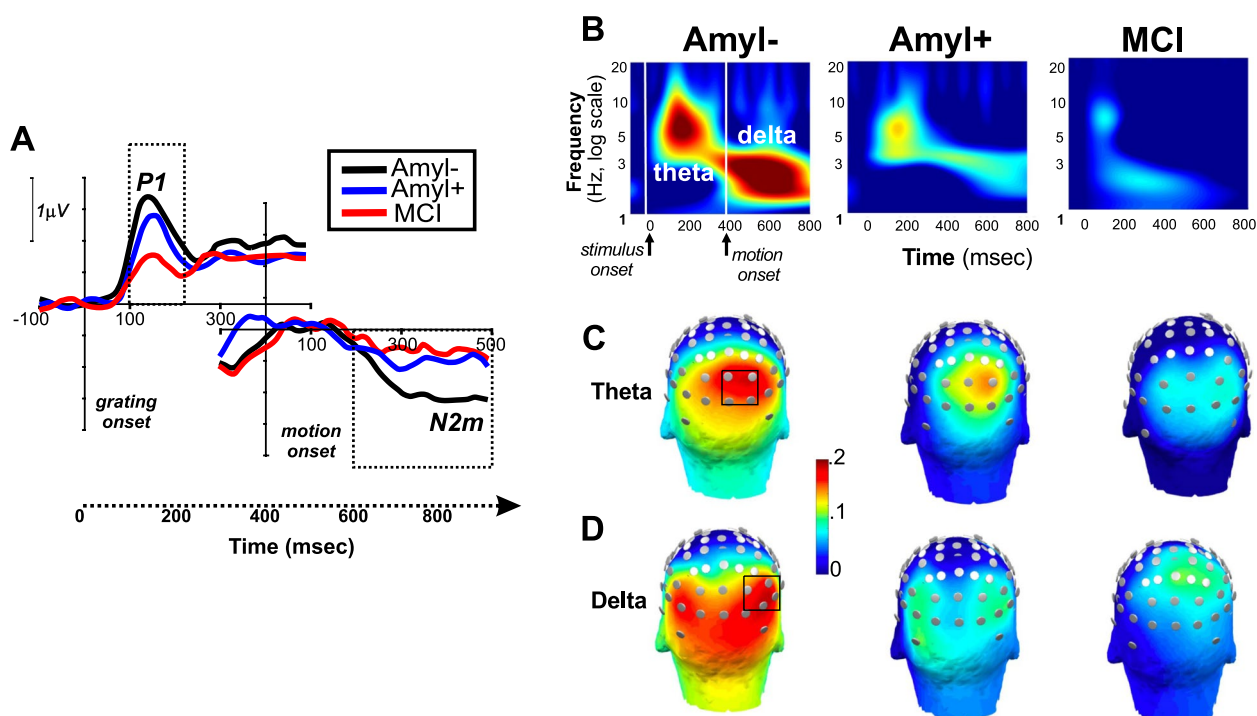 A
1μV
P1
Amyl-
Amyl+
MCI
-100
100
300
100
300
500
grating
onset
motion
onset
N2m
0
200
400
600
800
Time (msec)
B
Amyl-
Amyl+
MCI
Frequency
(Hz, log scale)
20
10
5
3
1
theta
delta
0
200
400
600
800
stimulus
onset
motion
onset
20
10
5
3
1
0
200
400
600
800
Time (msec)
20
10
5
3
1
0
200
400
600
800
C
Theta
.2
.1
0
D
Delta